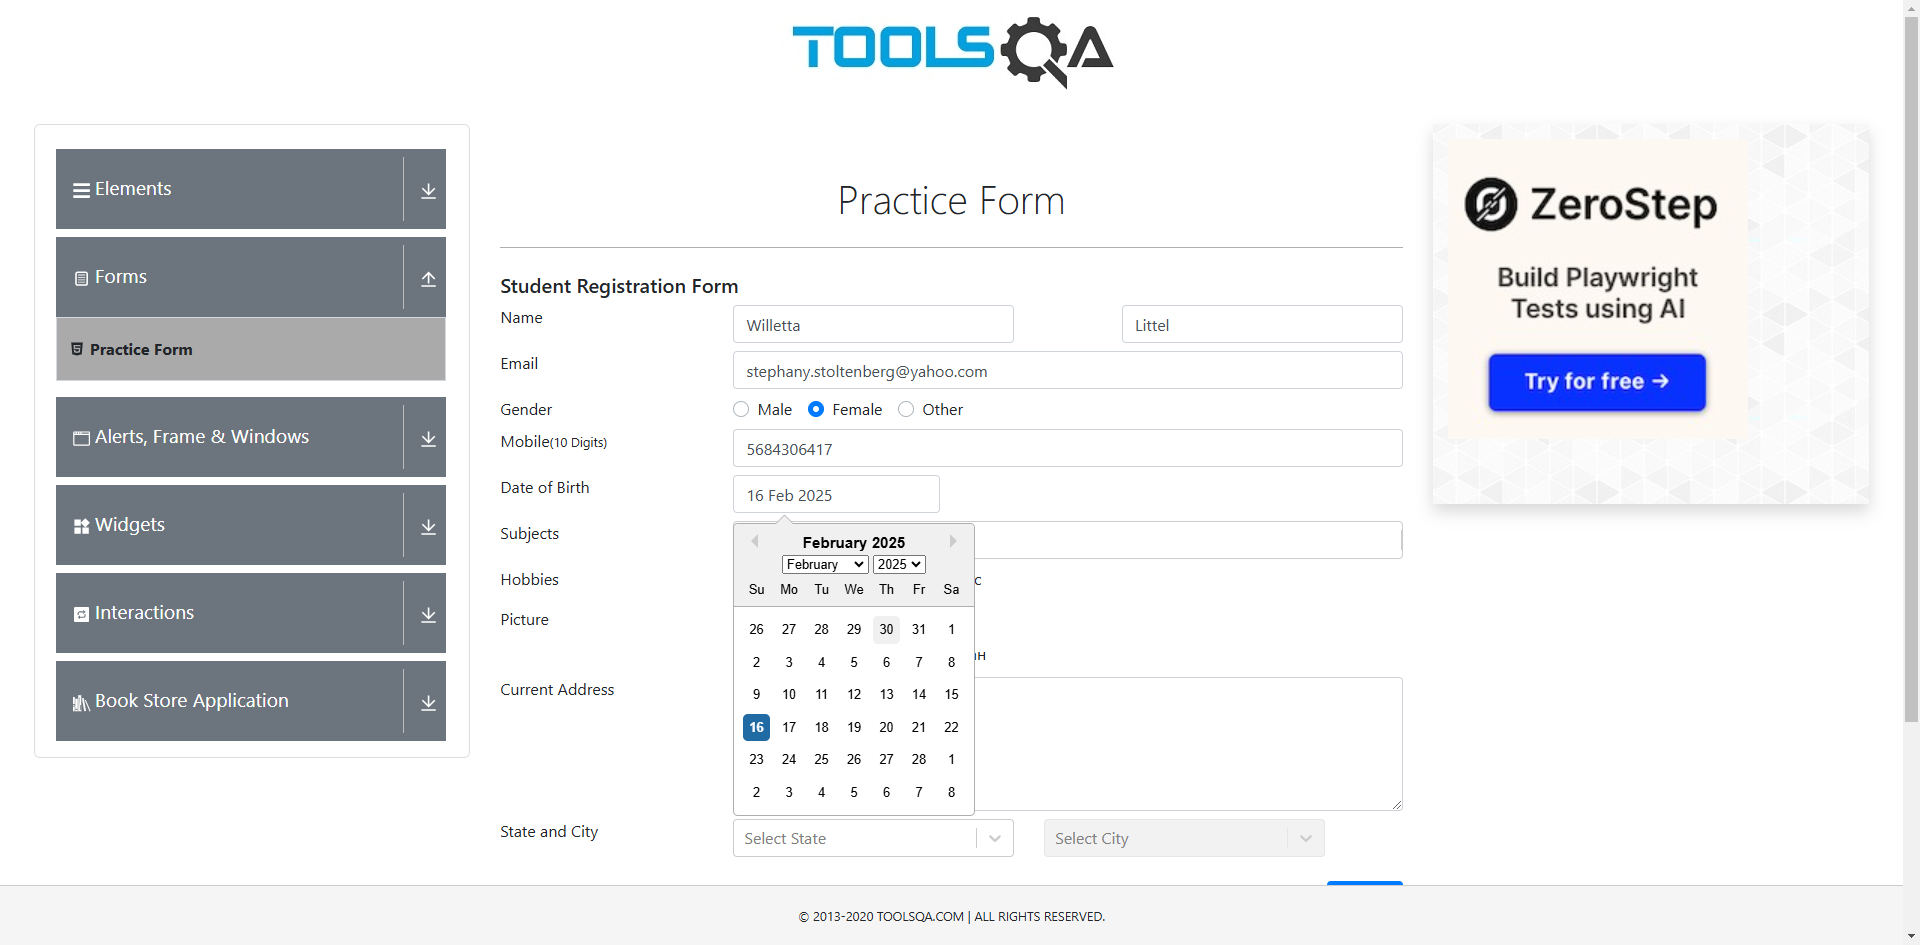 TOOLSQA
Elements
Forms
Practice Form
Alerts, Frame & Windows
Widgets
Interactions
Book Store Application
Practice Form
Student Registration Form
Name
Willetta
Littel
Email
stephany.stoltenberg@yahoo.com
Gender
Male Female Other
Mobile(10 Digits)
5684306417
Date of Birth
16 Feb 2025
Subjects
Hobbies
Picture
Current Address
February 2025
February 2025
Su Mo Tu We Th Fr Sa
26 27 28 29 30 31 1
2 3 4 5 6 7 8
9 10 11 12 13 14 15
16 17 18 19 20 21 22
23 24 25 26 27 28 1
2 3 4 5 6 7 8
State and City
Select State
Select City
ZeroStep
Build Playwright
Tests using AI
Try for free →
© 2013-2020 TOOLSQA.COM | ALL RIGHTS RESERVED.